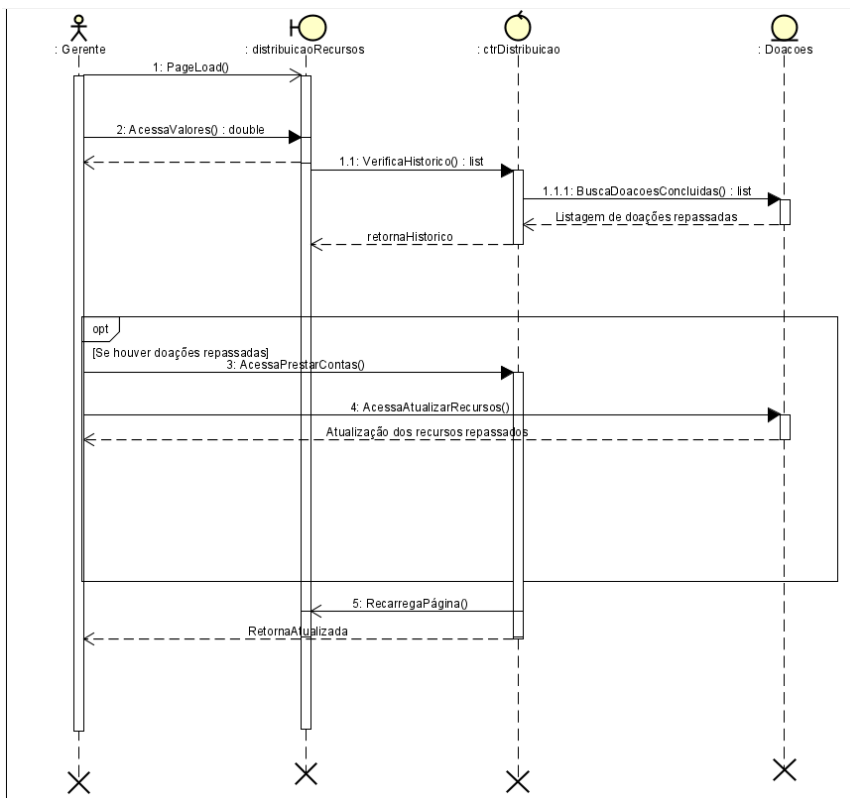 : Gerente
: distribuicaoRecursos
: ctrDistribuicao
: Doacoes
1: PageLoad()
2: AcessaValores() : double
1.1: VerificaHistorico() : list
1.1.1: BuscaDoacoesConcluidas() : list
Listagem de doações repassadas
retornaHistorico
opt
[Se houver doações repassadas]
3: AcessaPrestarContas()
4: AcessaAtualizarRecursos()
Atualização dos recursos repassados
5: RecarregaPágina()
RetornaAtualizada